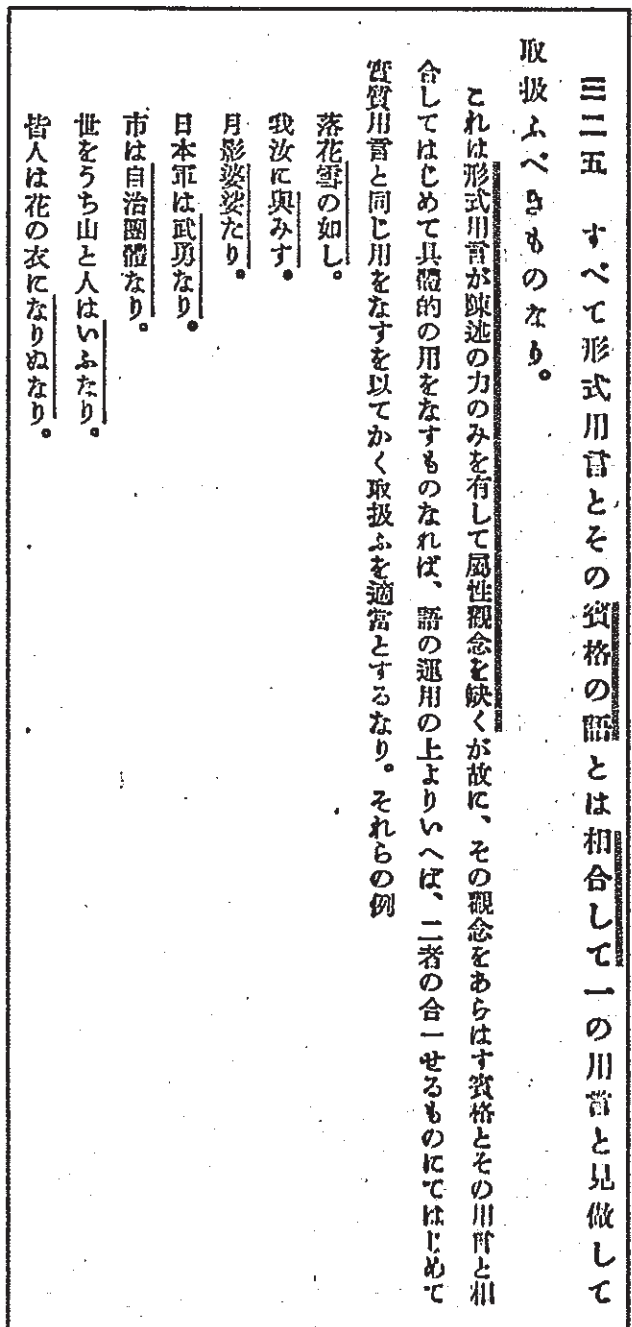 三二五　すべて形式用言とその賓格の語とは相合して一の用言と見做して
取扱ふべきものなり。
これは形式用言が陳述の力のみを有して屬性觀念を缺くが故に、その觀念をあらはす賓格とその用言と相
合してはじめて具體的の用をなすものなれば、語の運用の上よりいへば、二者の合一せるものにてはじめて
實質用言と同じ用をなすを以てかく取扱ふを適當とするなり。それらの例
落花雪の如し。
我汝に與みす。
月影婆娑たり。
日本軍は武勇なり。
市は自治團體なり。
世をうち山と人はいふなり。
皆人は花の衣になりぬなり。